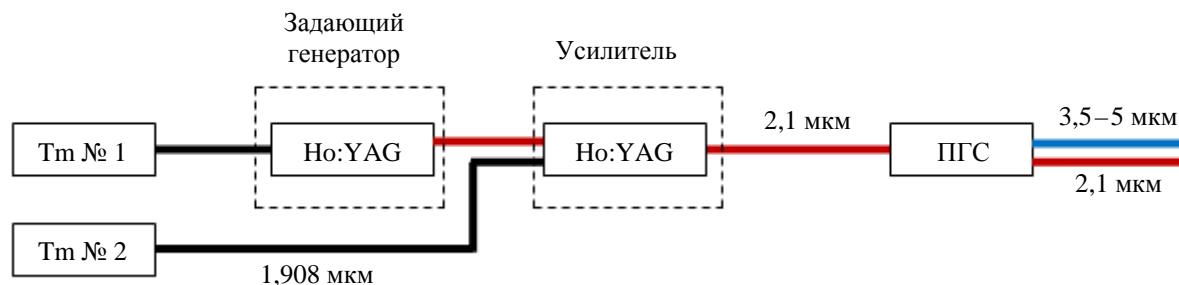 Задающий
генератор
Усилитель
Tm № 1
Ho:YAG
Ho:YAG
2,1 мкм
ПГС
3,5–5 мкм
2,1 мкм
Tm № 2
1,908 мкм